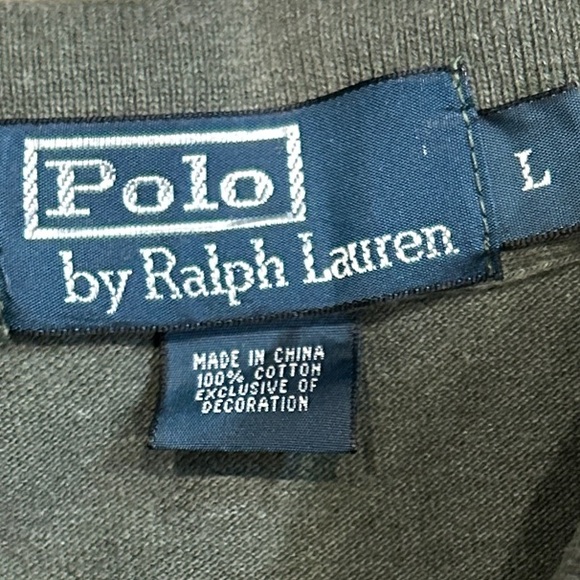 Polo
by Ralph Lauren
L
MADE IN CHINA
100% COTTON
EXCLUSIVE OF
DECORATION